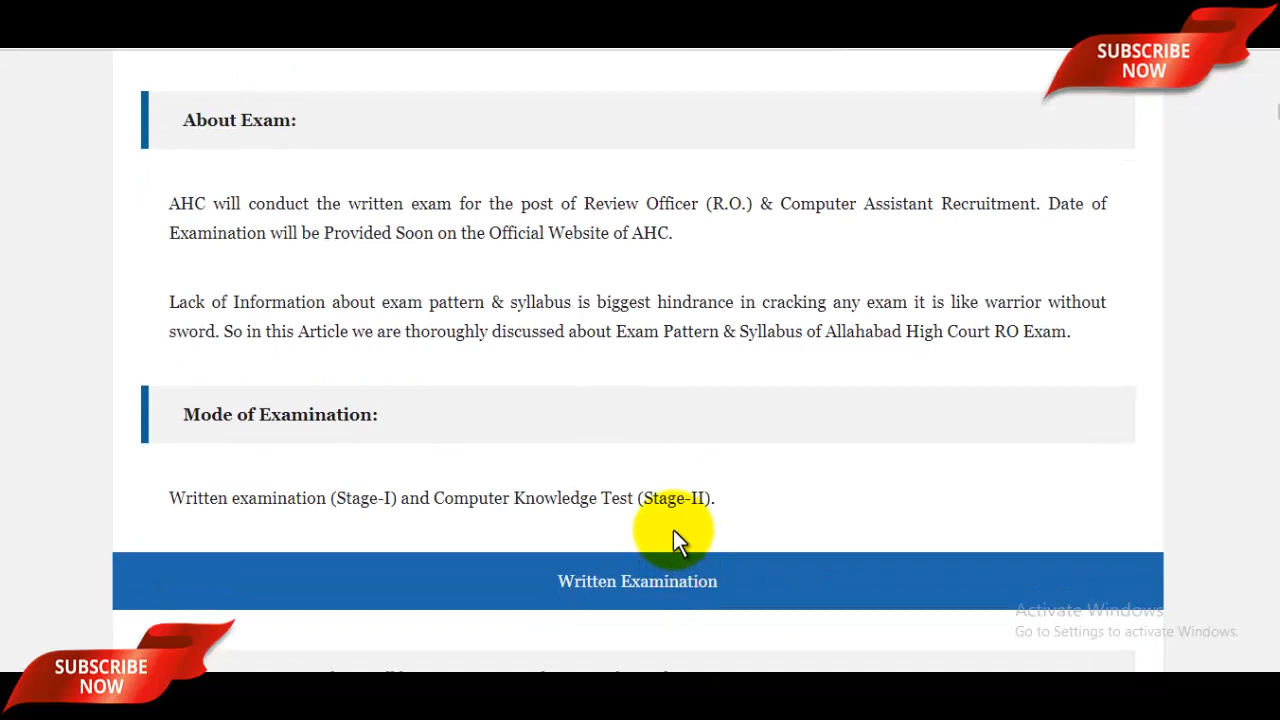 SUBSCRIBE
NOW
About Exam:
AHC will conduct the written exam for the post of Review Officer (R.O.) & Computer Assistant Recruitment. Date of
Examination will be Provided Soon on the Official Website of AHC.
Lack of Information about exam pattern & syllabus is biggest hindrance in cracking any exam it is like warrior without
sword. So in this Article we are thoroughly discussed about Exam Pattern & Syllabus of Allahabad High Court RO Exam.
Mode of Examination:
Written examination (Stage-I) and Computer Knowledge Test (Stage-II).
Written Examination
Activate Windows
Go to Settings to activate Windows.
SUBSCRIBE
NOW